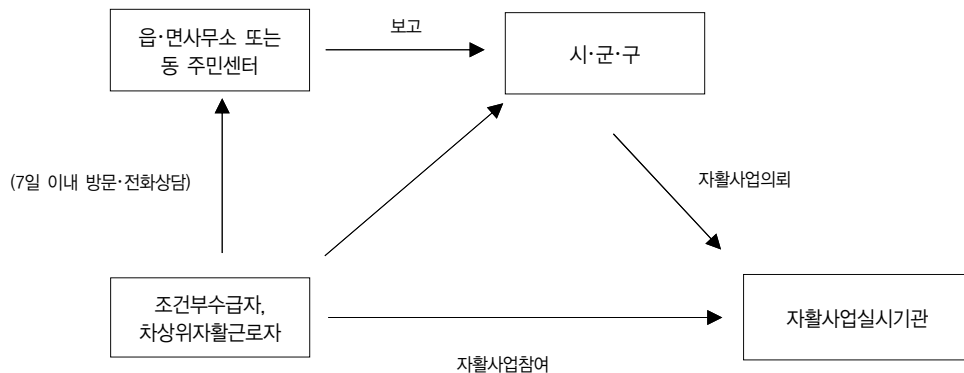 보고
읍·면사무소 또는
동 주민센터
시·군·구
(7일 이내 방문·전화상담)
자활사업의뢰
조건부수급자,
차상위자활근로자
자활사업실시기관
자활사업참여